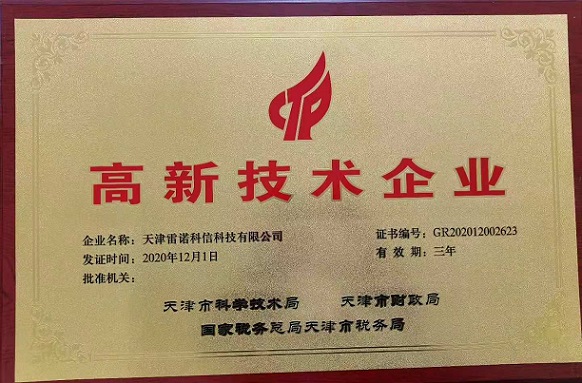 高新技术企业
企业名称：天津雷诺科信科技有限公司 证书编号：GR202012002623
发证时间：2020年12月1日 有 效 期：三年
批准机关：
天津市科学技术局 天津市财政局
国家税务总局天津市税务局